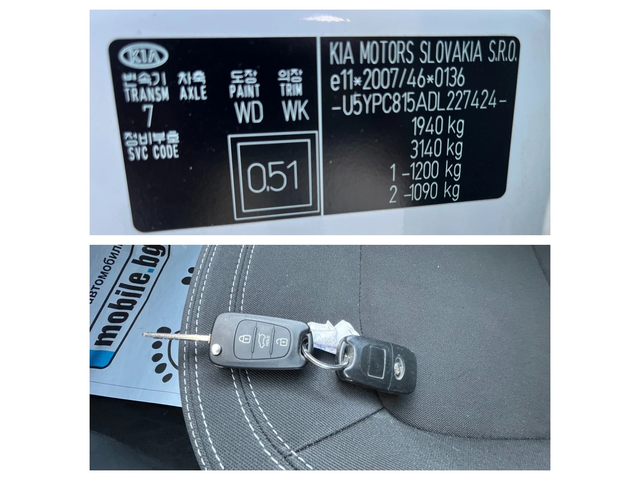 KIA
변속기 차축 도장 의장
TRANSM AXLE PAINT TRIM
7 WD WK
정비부호
SVC CODE
0.51
KIA MOTORS SLOVAKIA S.R.O.
e11*2007/46*0136
-U5YPC815ADL227424-
1940 kg
3140 kg
1 -1200 kg
2 -1090 kg
автомобили
mobile.bg